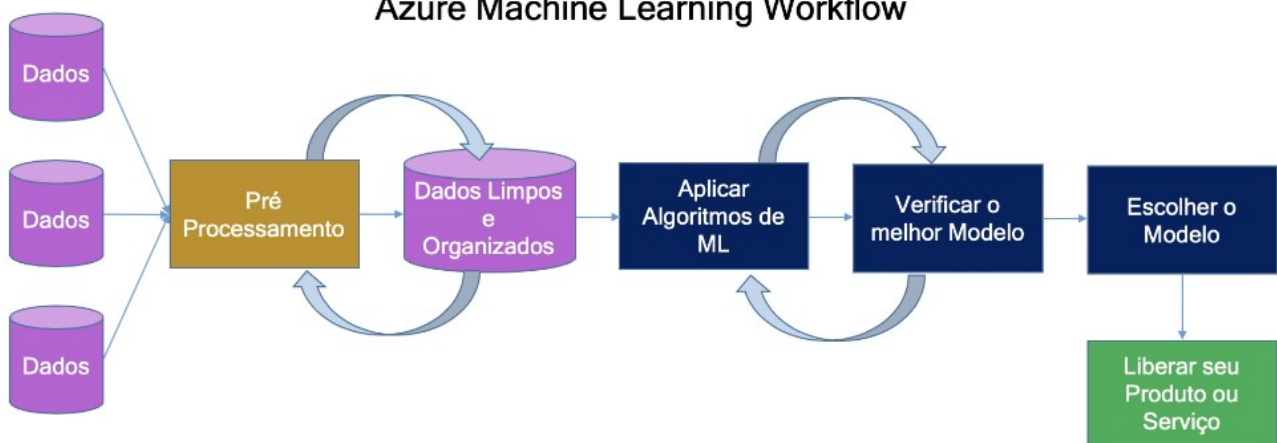 Azure Machine Learning Workflow
Dados
Dados
Dados
Pré
Processamento
Dados Limpos
e
Organizados
Aplicar
Algoritmos de
ML
Verificar o
melhor Modelo
Escolher o
Modelo
Liberar seu
Produto ou
Serviço